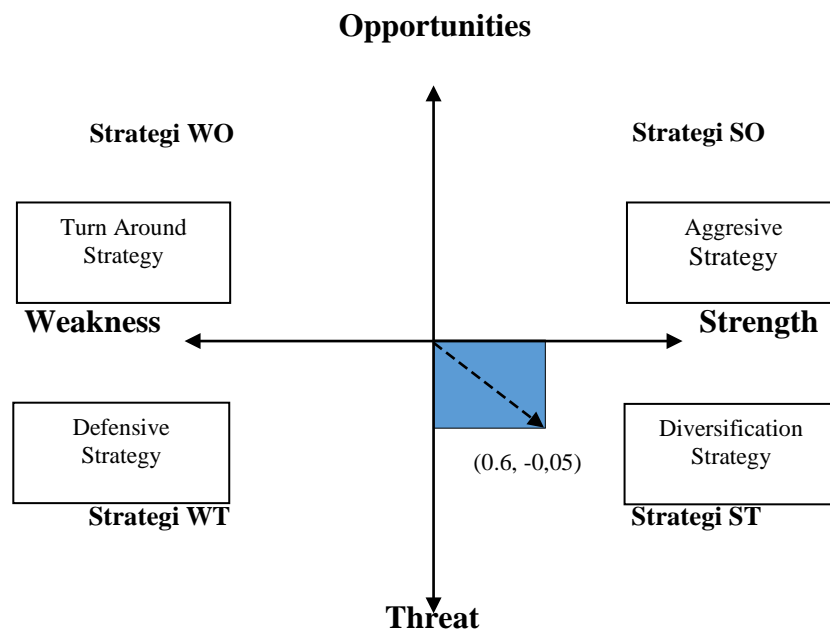 Opportunities
Strategi WO
Strategi SO
Turn Around
Strategy
Aggresive
Strategy
Weakness
Strength
Defensive
Strategy
Diversification
Strategy
(0.6, -0,05)
Strategi WT
Strategi ST
Threat